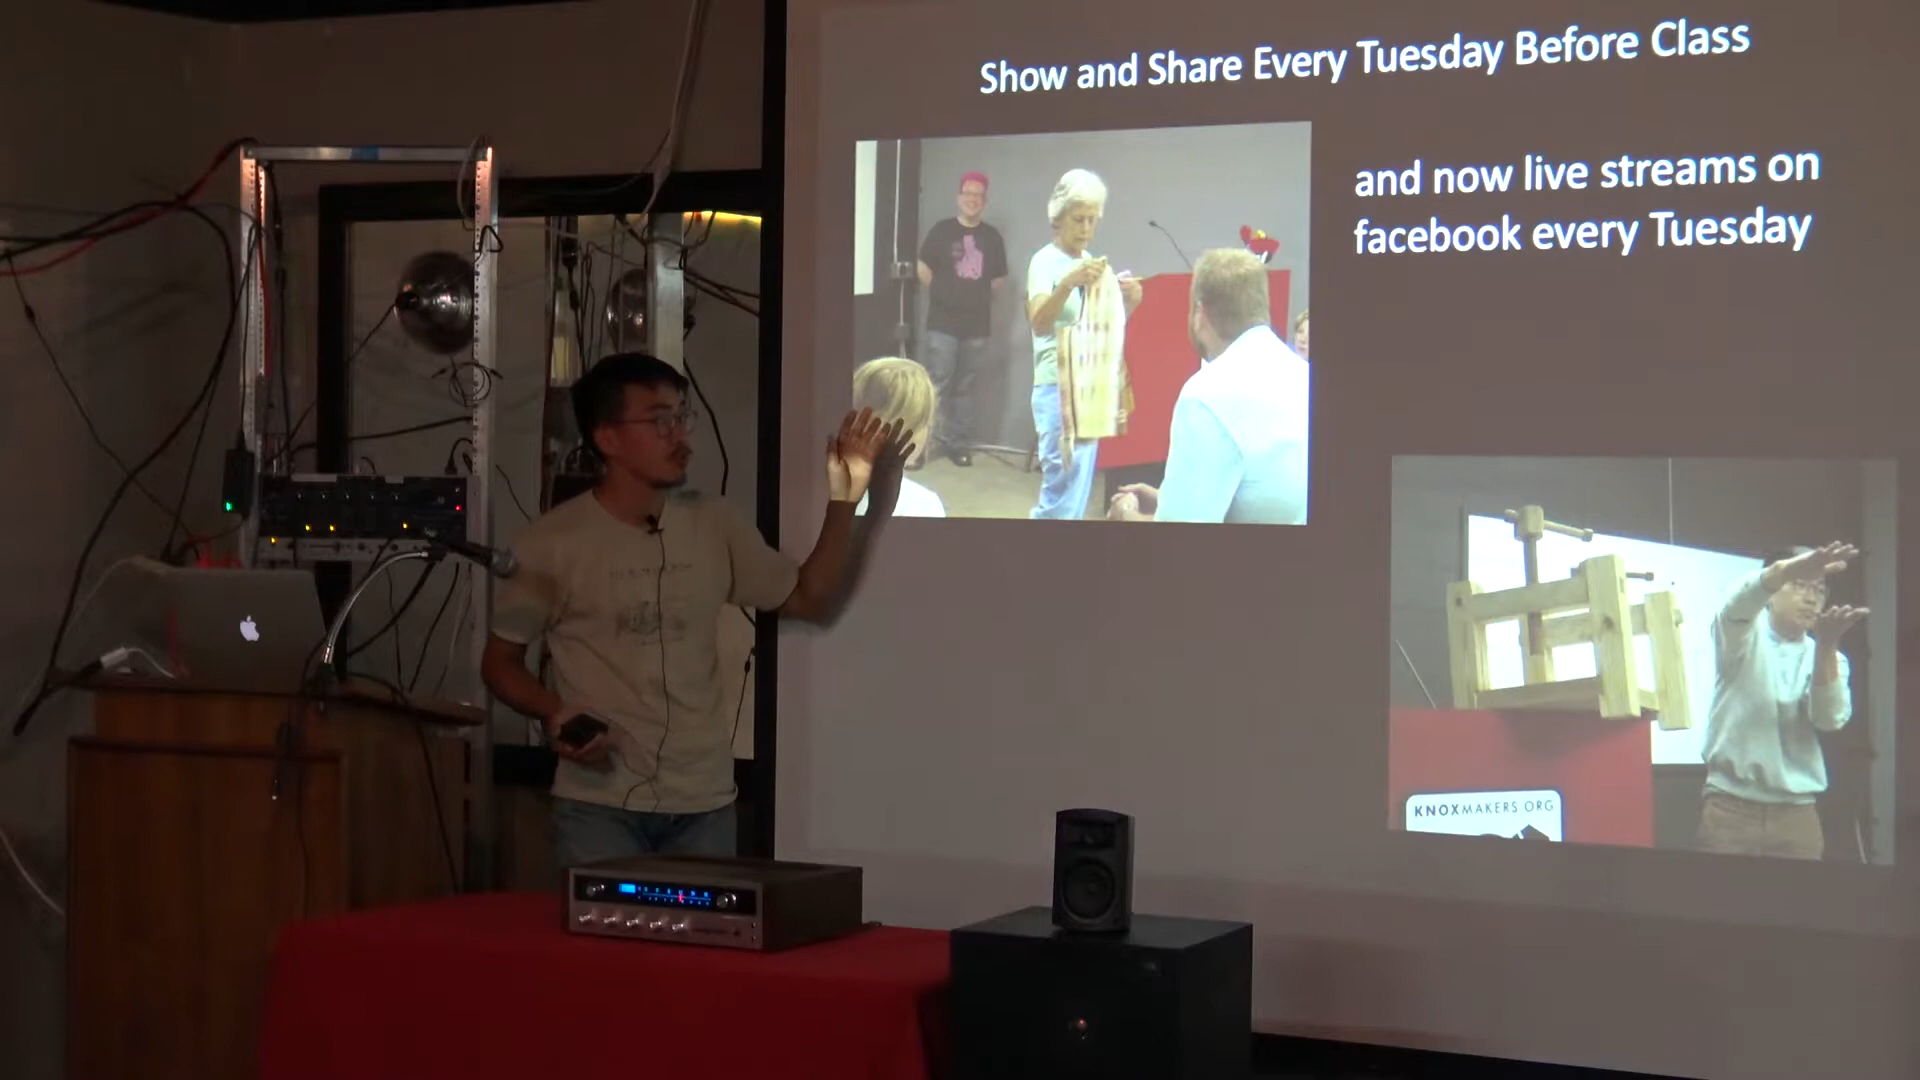 Show and Share Every Tuesday Before Class
and now live streams on
facebook every Tuesday
KNOXMAKERS.ORG